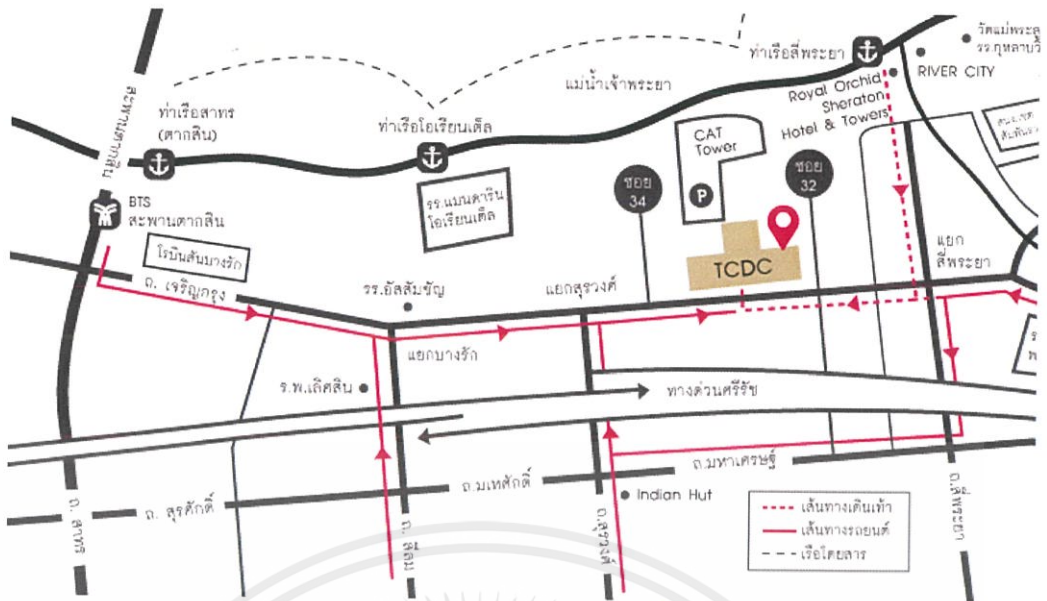 วัดแม่พระลู
รร.กุหลาบวิ
ท่าเรือสี่พระยา
RIVER CITY
แม่น้ำเจ้าพระยา
Royal Orchid
Sheraton
Hotel & Towers
สะพานตากสิน
ท่าเรือสาทร
(ตากสิน)
ท่าเรือโอเรียนเต็ล
CAT
Tower
P
ซอย
34
ซอย
32
BTS
สะพานตากสิน
รร.แมนดาริน
โอเรียนเต็ล
โรบินสันบางรัก
TCDC
แยก
สี่พระยา
ถ. เจริญกรุง
รร.อัสสัมชัญ
แยกสุรวงศ์
แยกบางรัก
ร.พ.เลิศสิน
ทางด่วนศรีรัช
ถ.มหาเศรษฐ์
ถ.มเหศักดิ์
ถ. สุรศักดิ์
Indian Hut
ถ. สาทร
ถ. สีลม
ถ.สุรวงศ์
ถ.สี่พระยา
เส้นทางเดินเท้า
เส้นทางรถยนต์
เรือโดยสาร